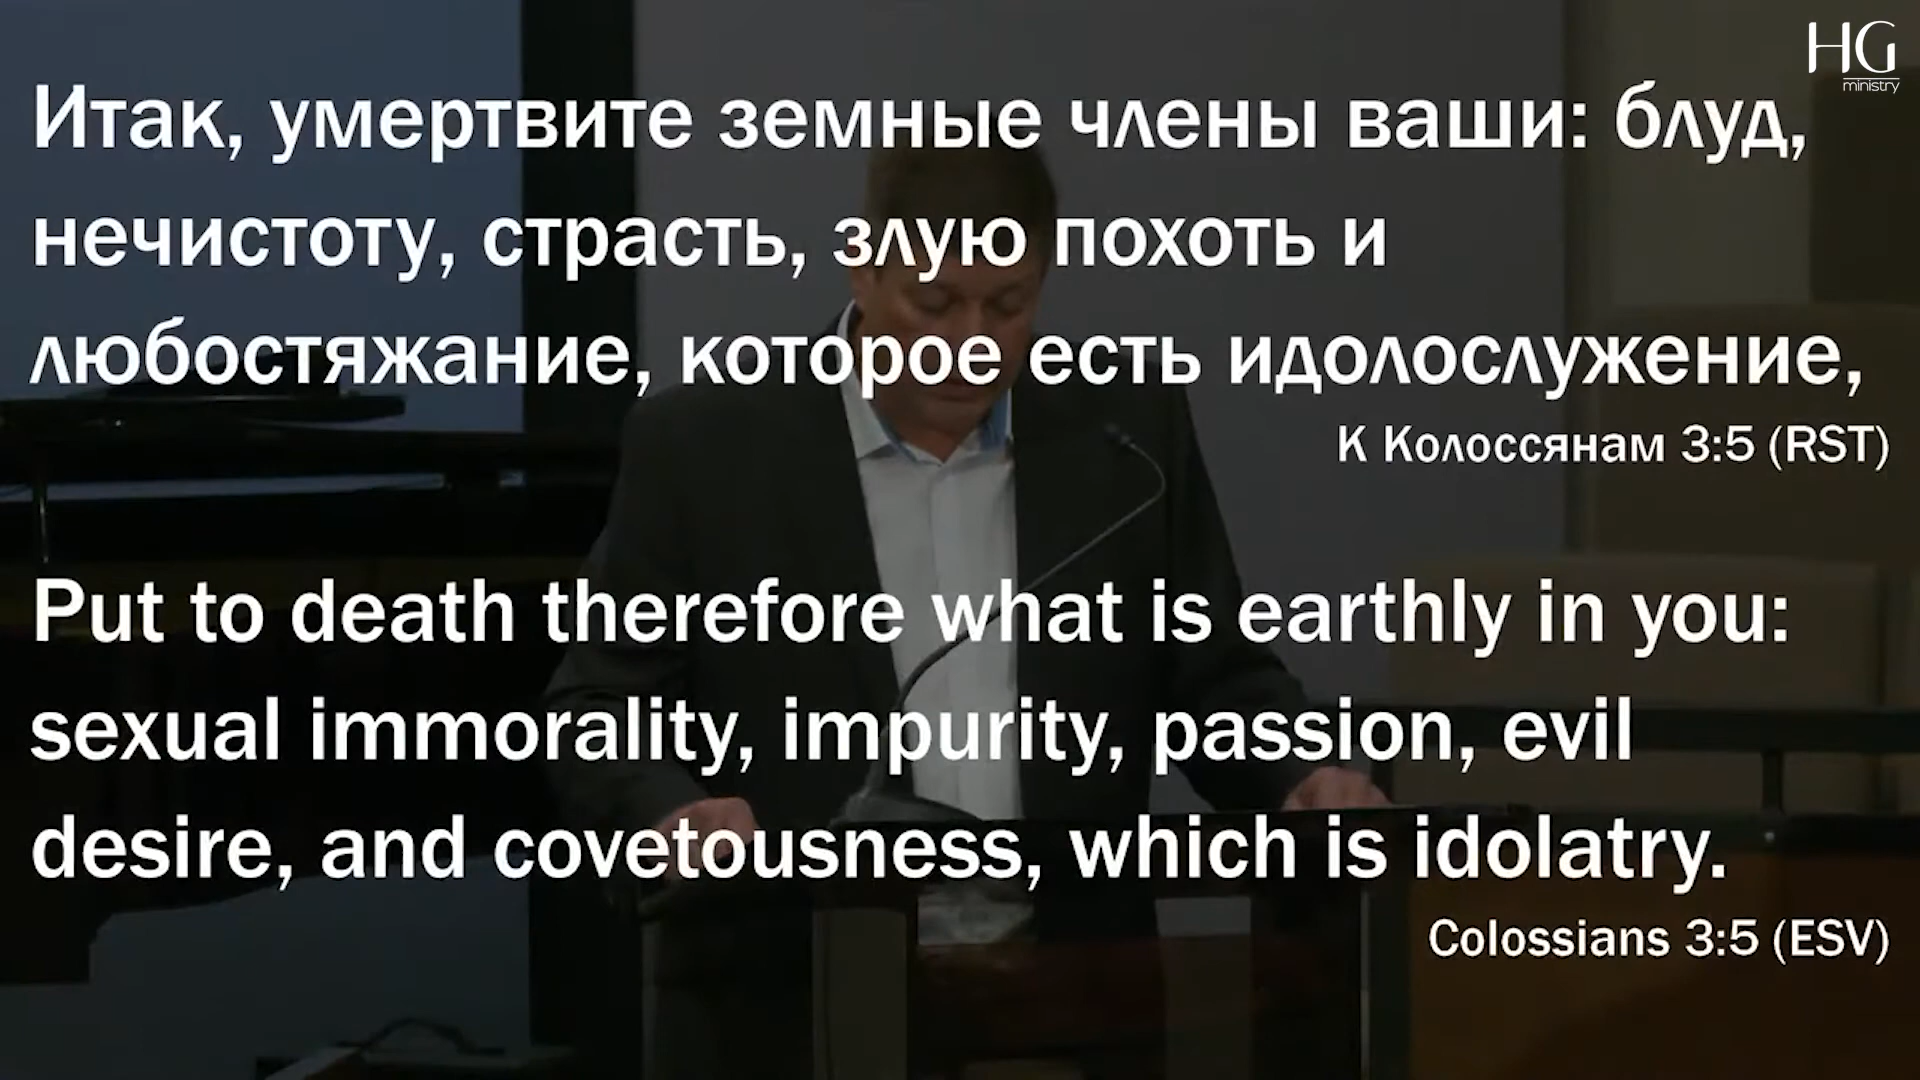 HG
ministry
Итак, умертвите земные члены ваши: блуд,
нечистоту, страсть, злую похоть и
любостяжание, которое есть идолослужение,
К Колоссянам 3:5 (RST)
Put to death therefore what is earthly in you:
sexual immorality, impurity, passion, evil
desire, and covetousness, which is idolatry.
Colossians 3:5 (ESV)